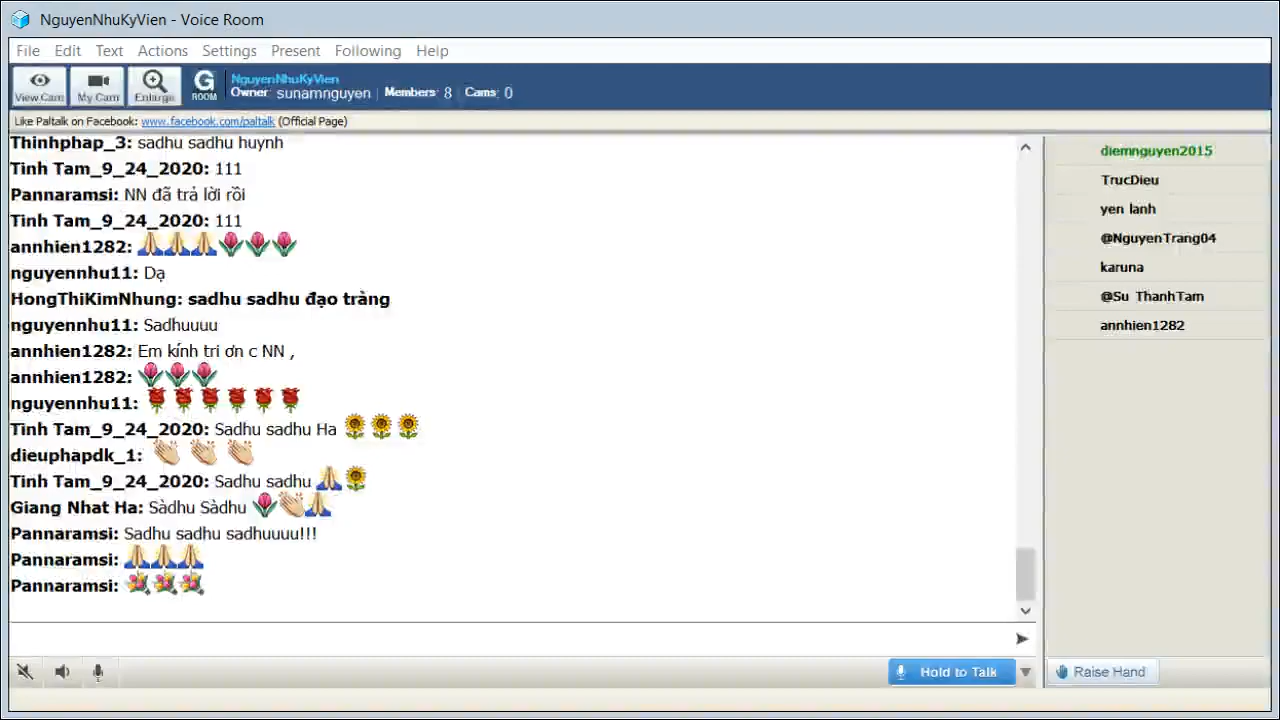 NguyenNhuKyVien - Voice Room
File Edit Text Actions Settings Present Following Help
View Cam My Cam Enlarge G ROOM
NguyenNhuKyVien
Owner: sunamnguyen | Members: 8 Cams: 0
Like Paltalk on Facebook: www.facebook.com/paltalk (Official Page)
Thinhphap_3: sadhu sadhu huynh
Tinh Tam_9_24_2020: 111
Pannaramsi: NN đã trả lời rồi
Tinh Tam_9_24_2020: 111
annhien1282: 🙏🙏🙏🌷🌷🌷
nguyennhu11: Dạ
HongThiKimNhung: sadhu sadhu đạo tràng
nguyennhu11: Sadhuuuu
annhien1282: Em kính tri ơn c NN ,
annhien1282: 🌷🌷🌷
nguyennhu11: 🌹🌹🌹🌹🌹🌹
Tinh Tam_9_24_2020: Sadhu sadhu Ha 🌻🌻🌻
dieuphapdk_1: 👏🏼 👏🏼 👏🏼
Tinh Tam_9_24_2020: Sadhu sadhu 🙏🌻
Giang Nhat Ha: Sàdhu Sàdhu 🌷👏🏼🙏
Pannaramsi: Sadhu sadhu sadhuuuu!!!
Pannaramsi: 🙏🙏🙏
Pannaramsi: 💐💐💐
diemnguyen2015
TrucDieu
yen lanh
@NguyenTrang04
karuna
@Su ThanhTam
annhien1282
Hold to Talk
Raise Hand